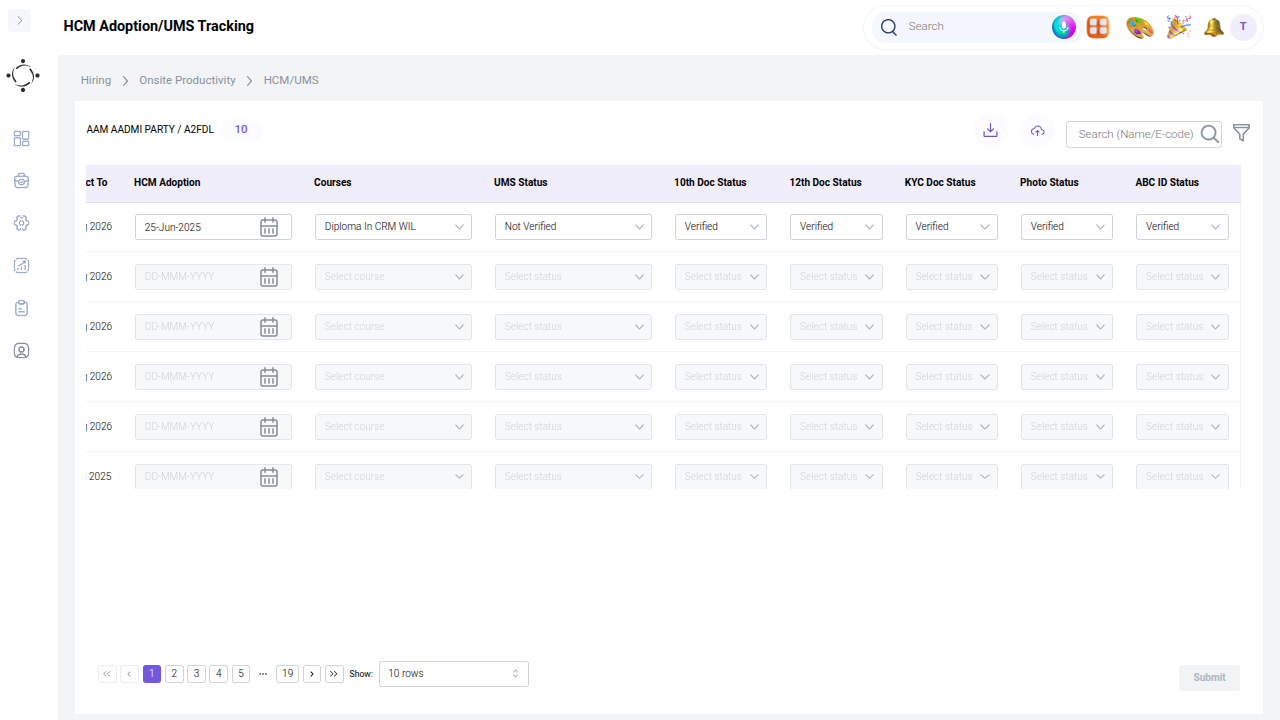 HCM Adoption/UMS Tracking
Search
T
Hiring > Onsite Productivity > HCM/UMS
AAM AADMI PARTY / A2FDL 10
Search (Name/E-code)
ct To HCM Adoption Courses UMS Status 10th Doc Status 12th Doc Status KYC Doc Status Photo Status ABC ID Status
2026 25-Jun-2025 Diploma In CRM WIL Not Verified Verified Verified Verified Verified Verified
2026 DD-MMM-YYYY Select course Select status Select status Select status Select status Select status Select status
2026 DD-MMM-YYYY Select course Select status Select status Select status Select status Select status Select status
2026 DD-MMM-YYYY Select course Select status Select status Select status Select status Select status Select status
2026 DD-MMM-YYYY Select course Select status Select status Select status Select status Select status Select status
2025 DD-MMM-YYYY Select course Select status Select status Select status Select status Select status Select status
1 2 3 4 5 ••• 19 Show: 10 rows
Submit